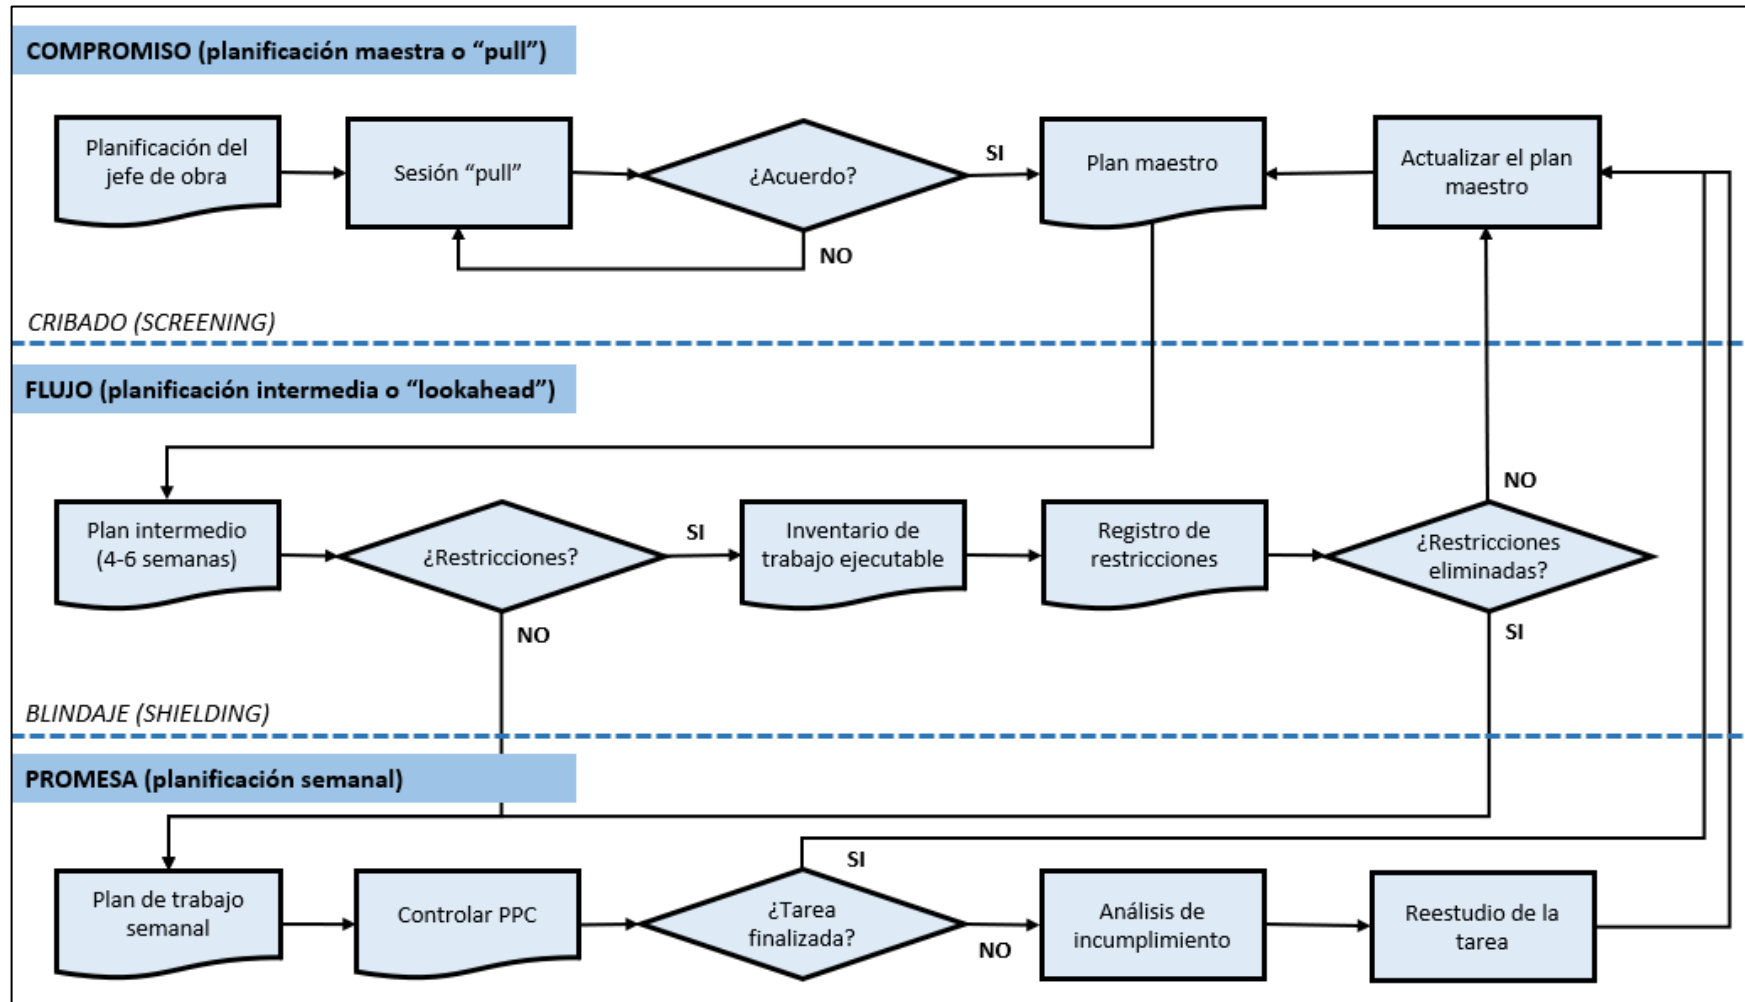 COMPROMISO (planificación maestra o “pull”)
Planificación del
jefe de obra
Sesión “pull”
¿Acuerdo?
SI
NO
Plan maestro
Actualizar el plan
maestro
CRIBADO (SCREENING)
FLUJO (planificación intermedia o “lookahead”)
Plan intermedio
(4-6 semanas)
¿Restricciones?
SI
NO
Inventario de
trabajo ejecutable
Registro de
restricciones
¿Restricciones
eliminadas?
NO
SI
BLINDAJE (SHIELDING)
PROMESA (planificación semanal)
Plan de trabajo
semanal
Controlar PPC
¿Tarea
finalizada?
SI
NO
Análisis de
incumplimiento
Reestudio de la
tarea